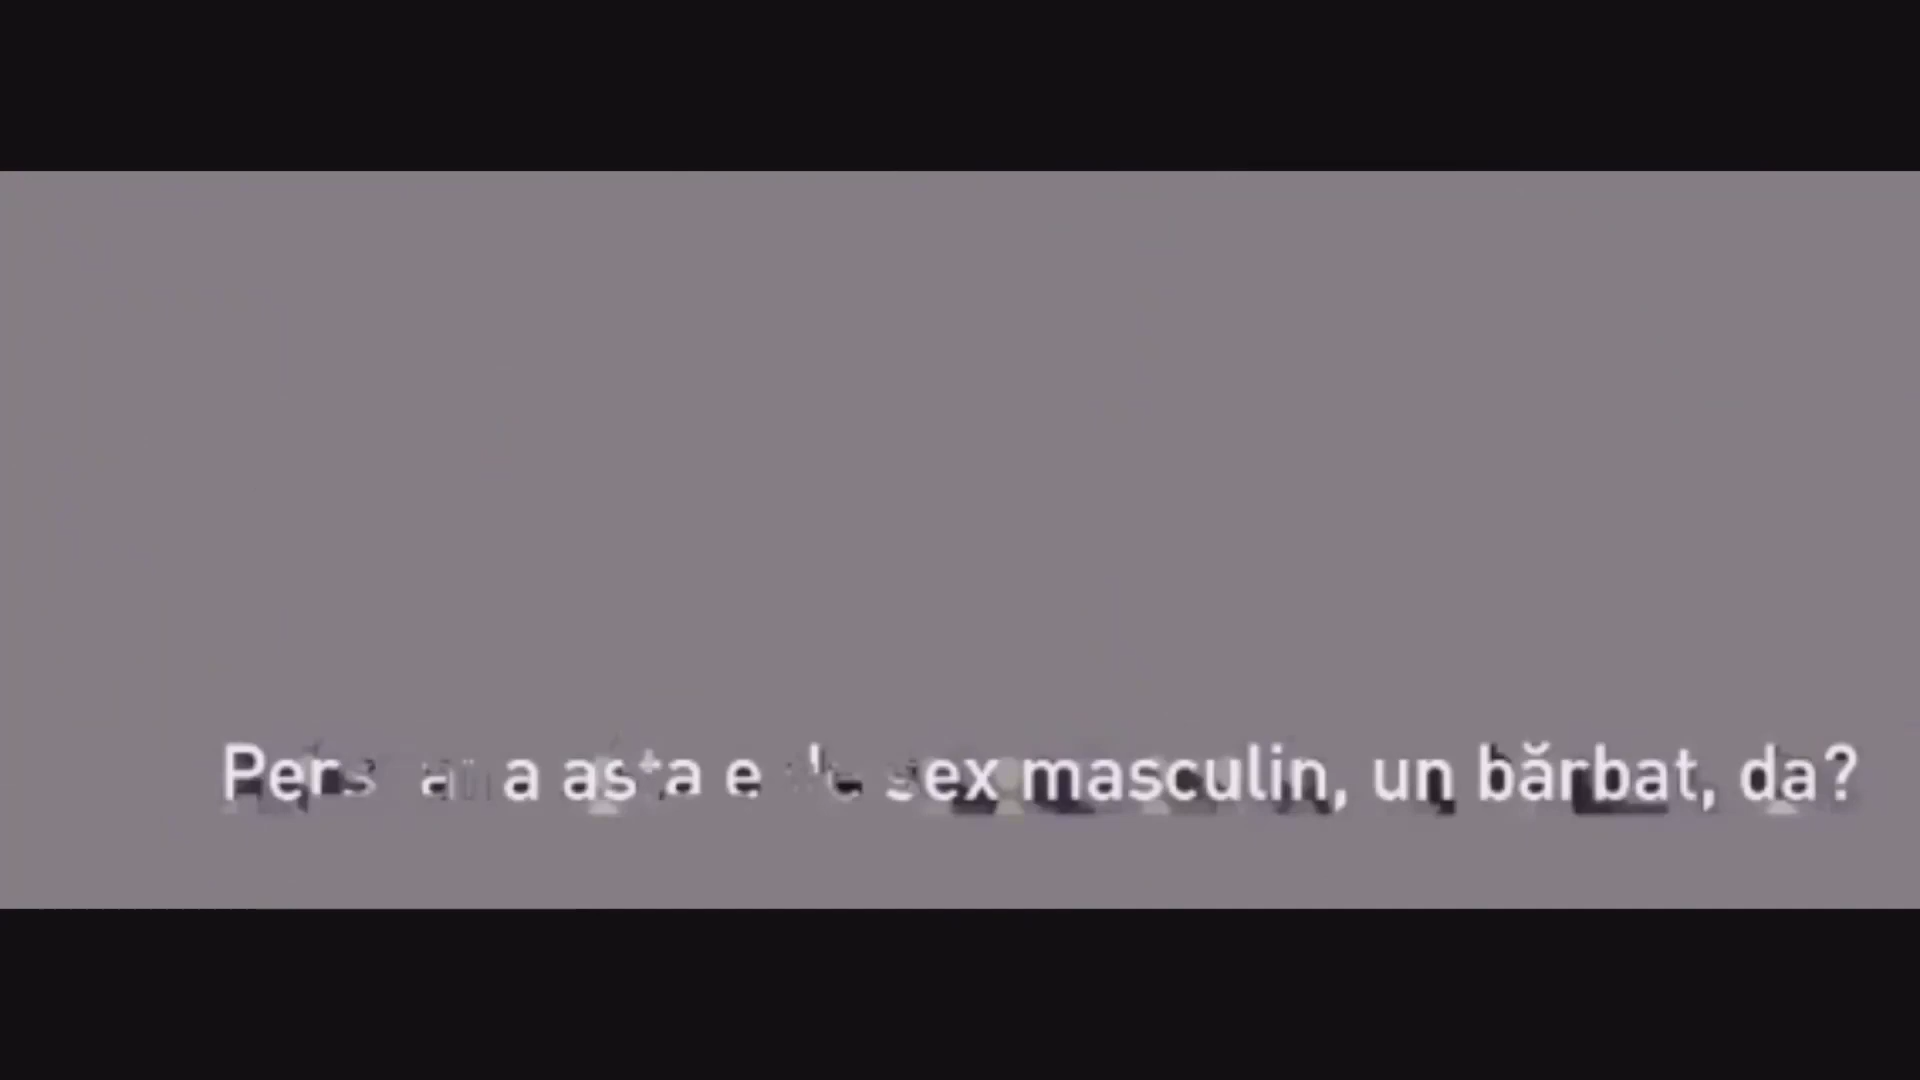 a asta e sex masculin, un bărbat, da?